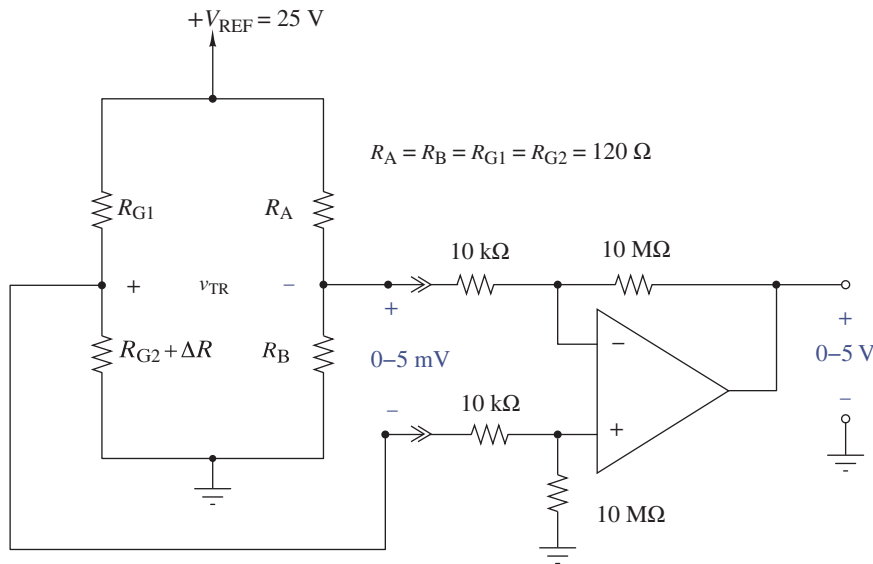 +V_REF = 25 V
R_A = R_B = R_G1 = R_G2 = 120 Ω
R_G1
R_A
10 kΩ
10 MΩ
+
v_TR
−
+
+
R_G2 + ΔR
R_B
0–5 mV
−
0–5 V
−
10 kΩ
−
+
10 MΩ